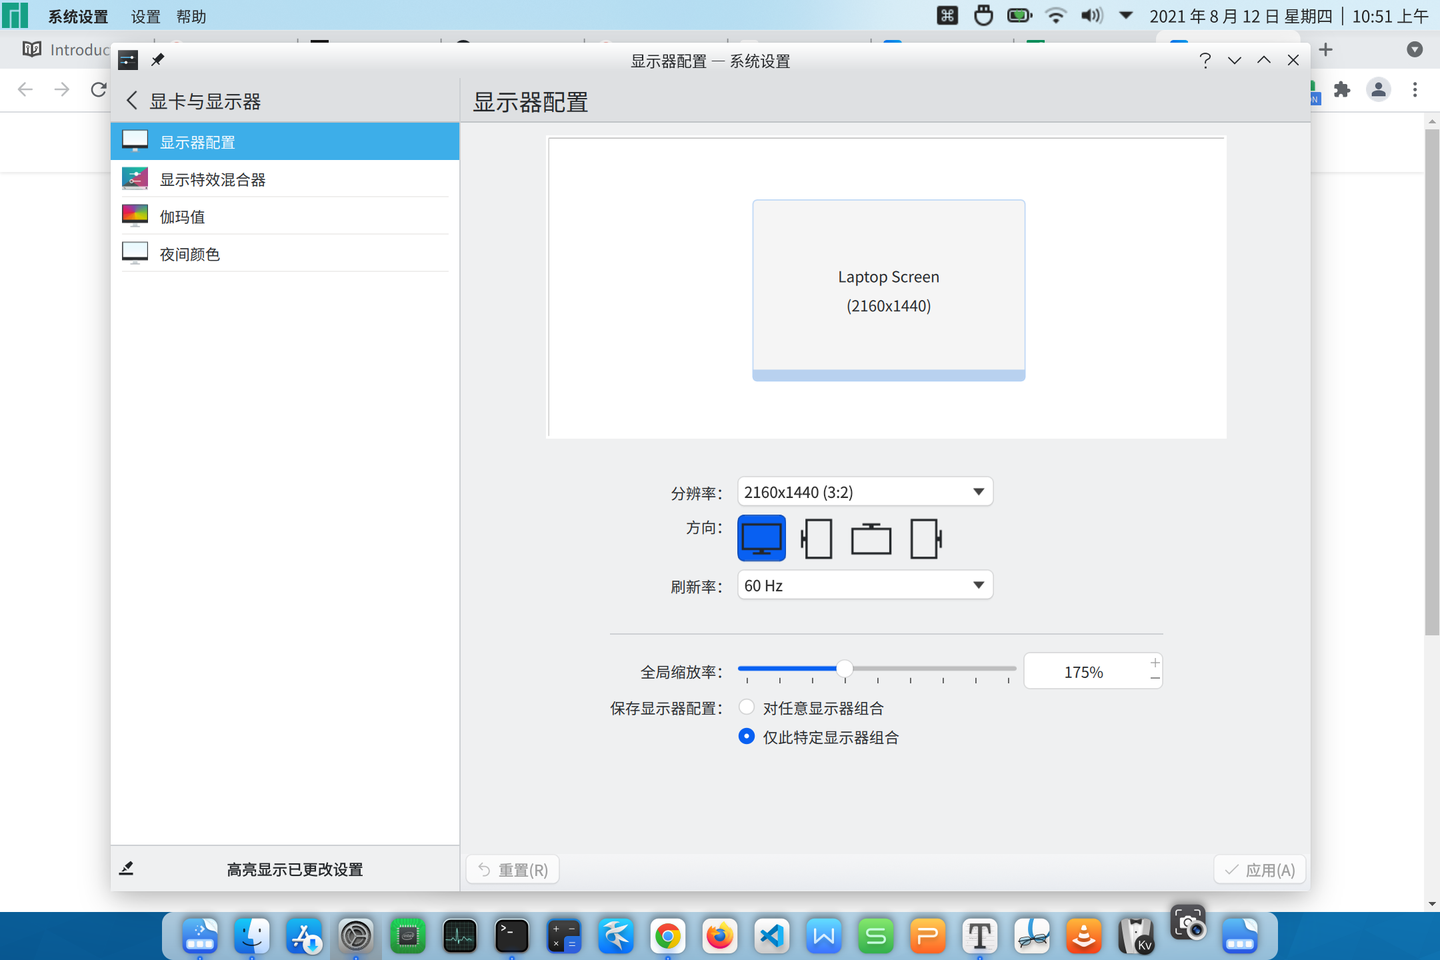 系统设置 设置 帮助
2021 年 8 月 12 日 星期四 | 10:51 上午
Introduc
显示器配置 — 系统设置
显卡与显示器
显示器配置
显示器配置
显示特效混合器
伽玛值
夜间颜色
Laptop Screen
(2160x1440)
分辨率： 2160x1440 (3:2)
方向：
刷新率： 60 Hz
全局缩放率： 175%
保存显示器配置： 对任意显示器组合
仅此特定显示器组合
高亮显示已更改设置
重置(R)
应用(A)